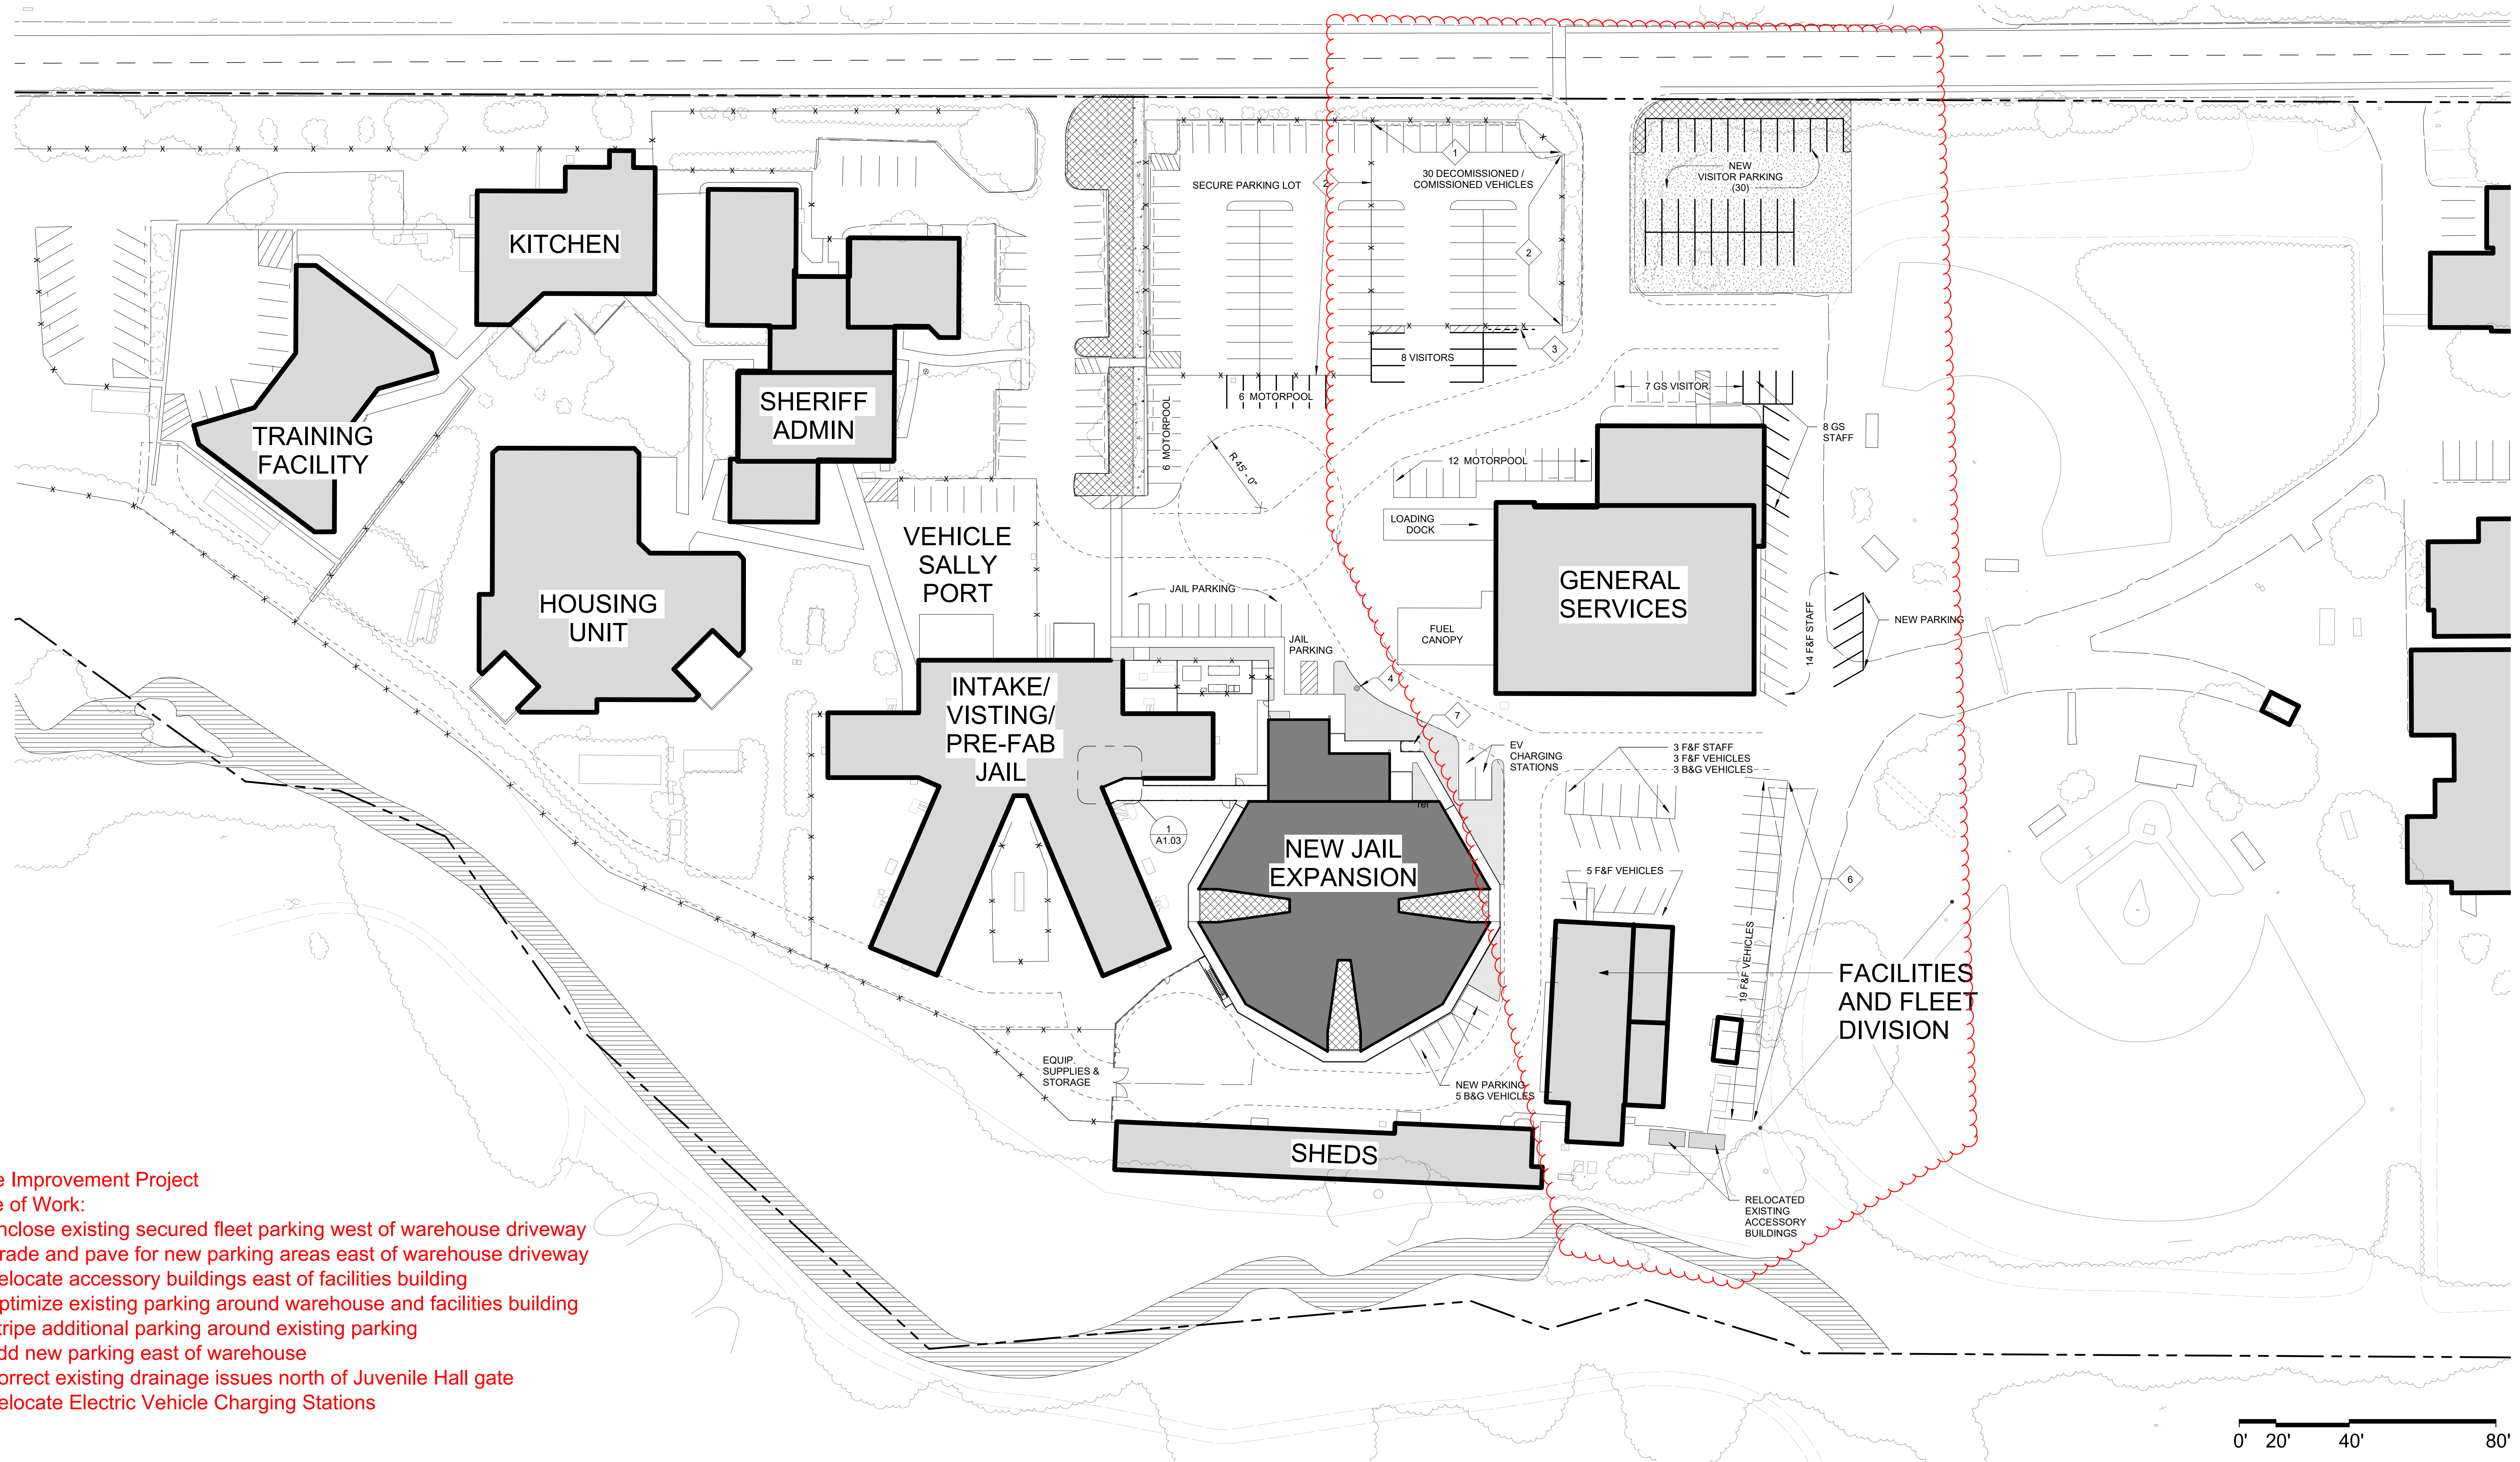 1
SECURE PARKING LOT
2
30 DECOMISSIONED /
COMISSIONED VEHICLES
NEW
VISITOR PARKING
(30)
KITCHEN
2
3
8 VISITORS
6 MOTORPOOL
7 GS VISITOR
SHERIFF
ADMIN
6 MOTORPOOL
8 GS
STAFF
TRAINING
FACILITY
R 45' - 0"
12 MOTORPOOL
LOADING
DOCK
VEHICLE
SALLY
PORT
GENERAL
SERVICES
JAIL PARKING
HOUSING
UNIT
FUEL
CANOPY
14 F&F STAFF
NEW PARKING
JAIL
PARKING
4
INTAKE/
VISTING/
PRE-FAB
JAIL
7
EV
CHARGING
STATIONS
3 F&F STAFF
3 F&F VEHICLES
3 B&G VEHICLES
1
A1.03
NEW JAIL
EXPANSION
5 F&F VEHICLES
6
19 F&F VEHICLES
FACILITIES
AND FLEET
DIVISION
EQUIP.
SUPPLIES &
STORAGE
NEW PARKING
5 B&G VEHICLES
SHEDS
RELOCATED
EXISTING
ACCESSORY
BUILDINGS
e Improvement Project
e of Work:
nclose existing secured fleet parking west of warehouse driveway
rade and pave for new parking areas east of warehouse driveway
elocate accessory buildings east of facilities building
ptimize existing parking around warehouse and facilities building
tripe additional parking around existing parking
dd new parking east of warehouse
orrect existing drainage issues north of Juvenile Hall gate
elocate Electric Vehicle Charging Stations
0' 20' 40' 80'